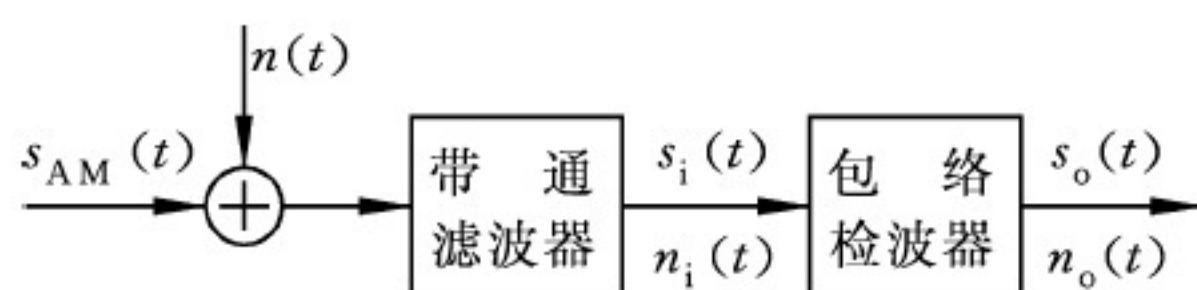 n(t)
s_AM(t)
带 通
滤波器
s_i(t)
n_i(t)
包 络
检波器
s_o(t)
n_o(t)